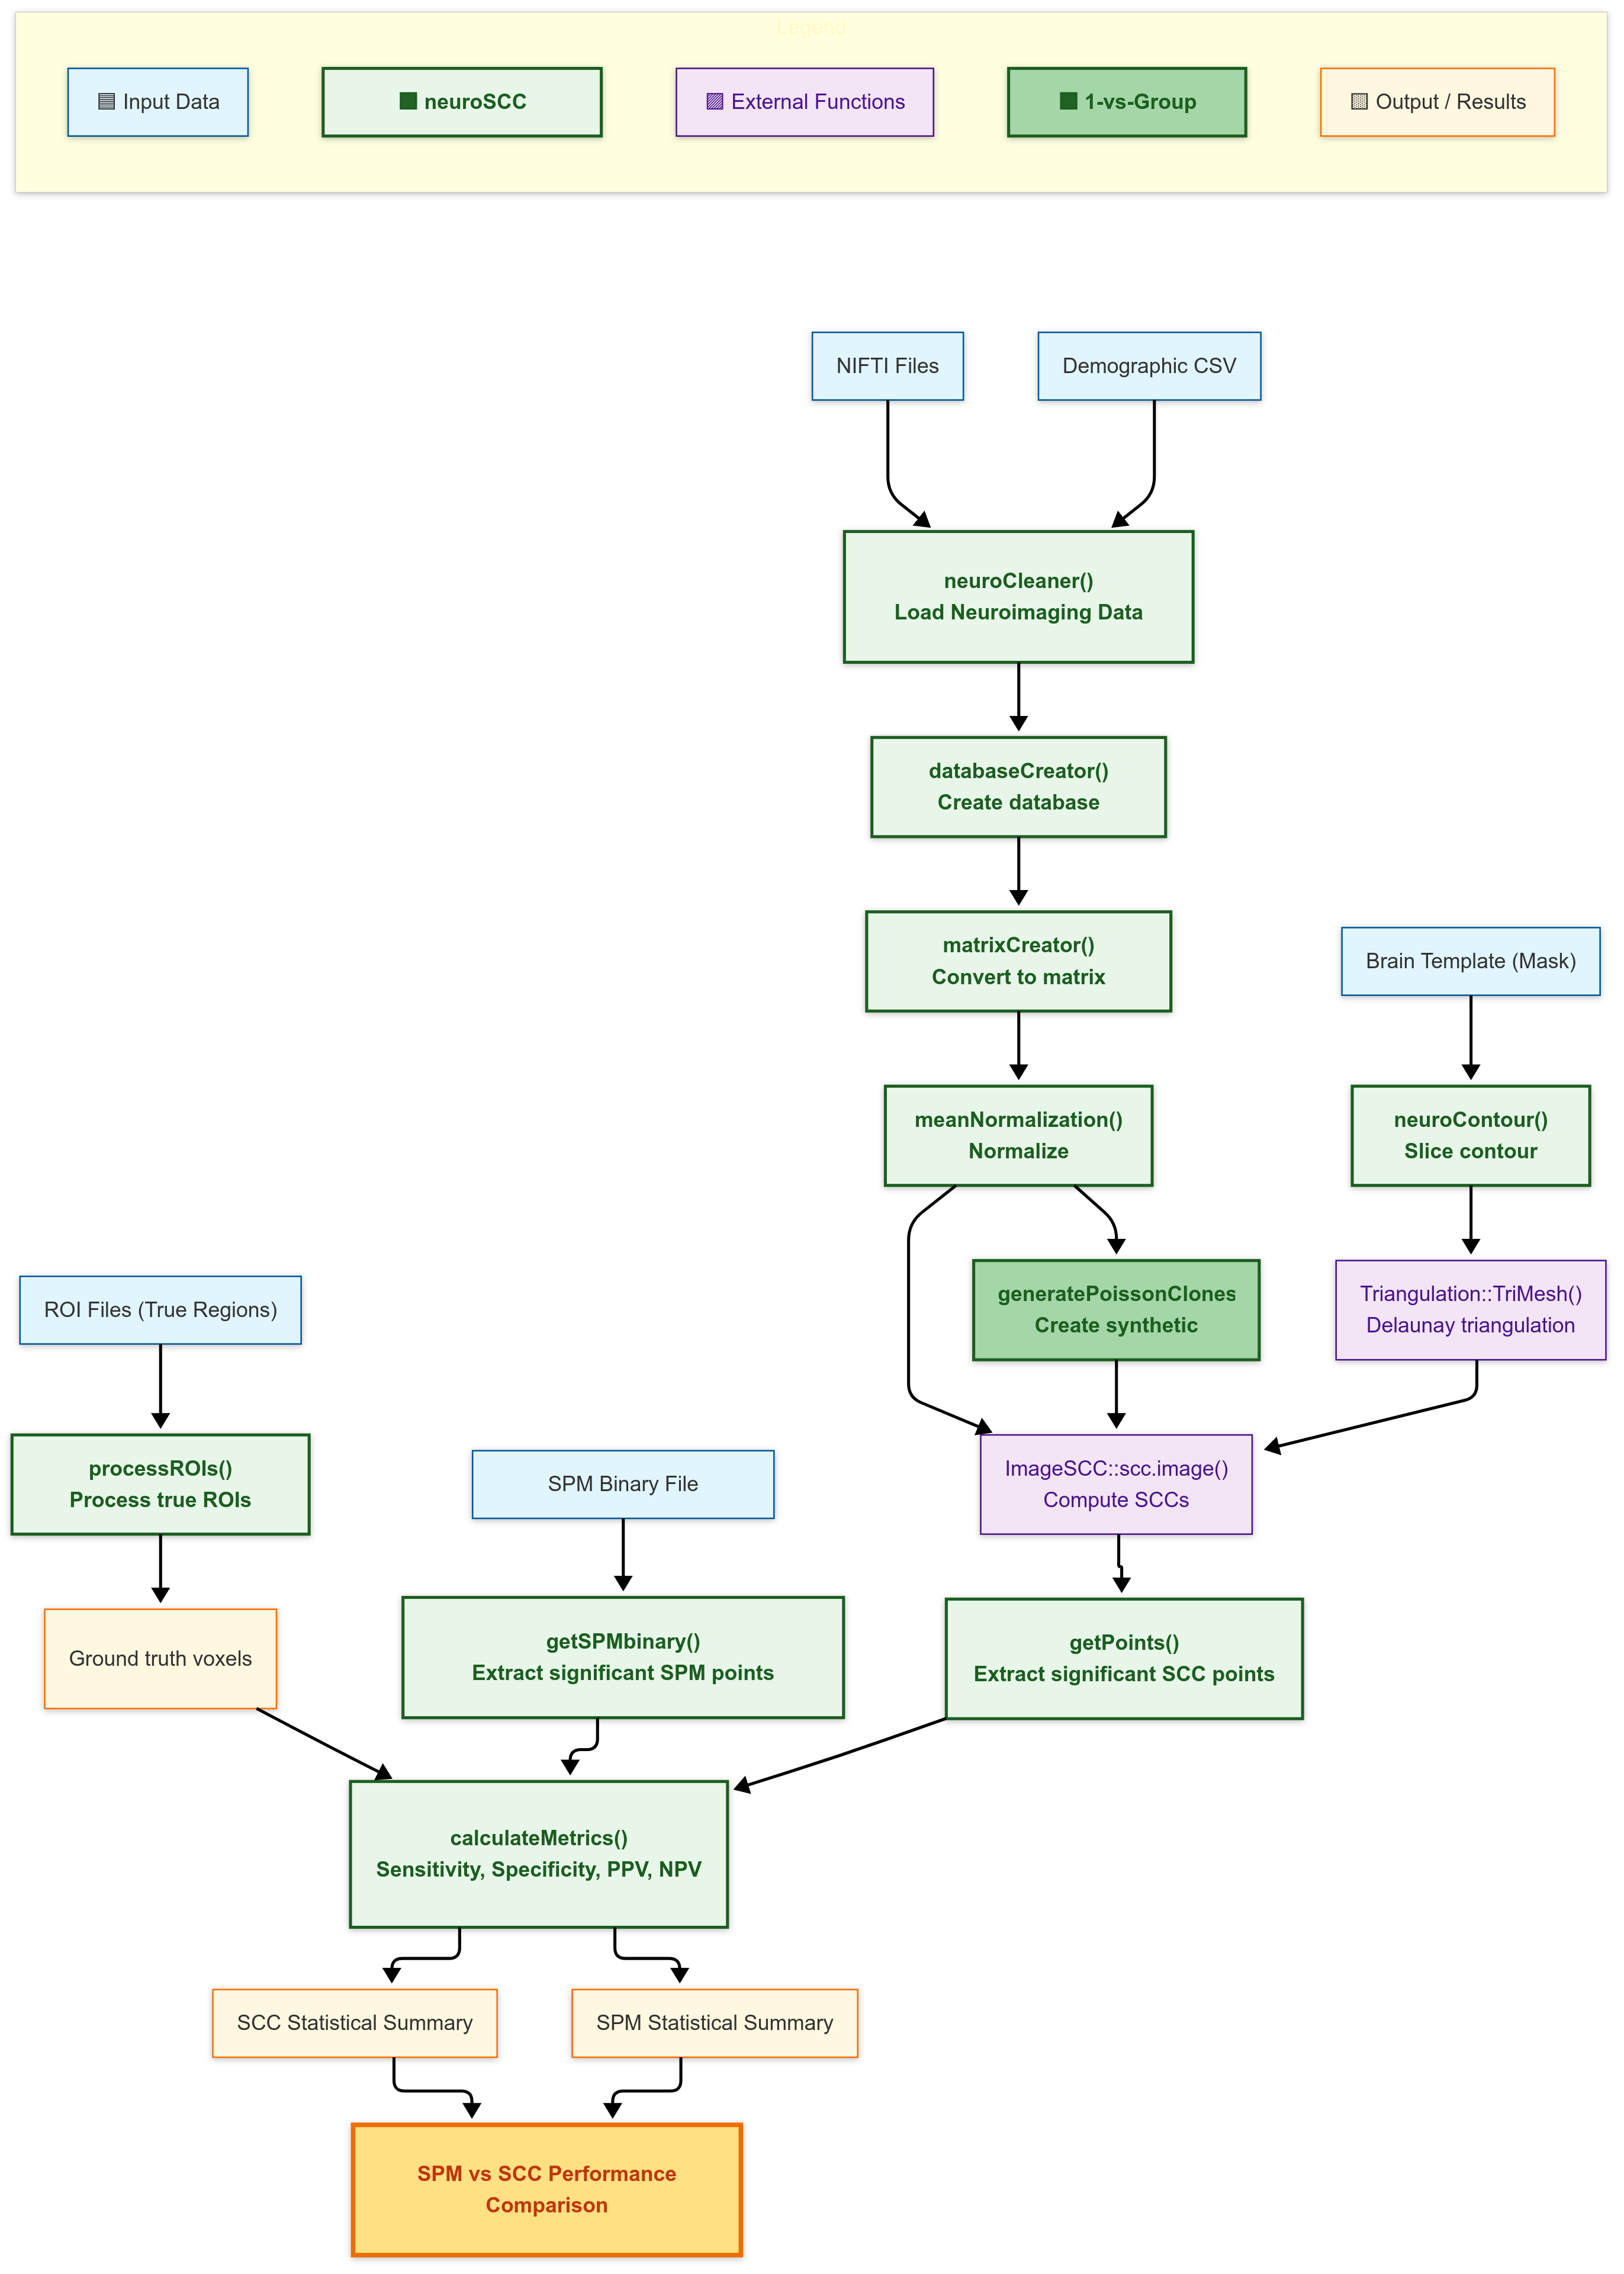 Legend
Input Data
neuroSCC
External Functions
1-vs-Group
Output / Results
NIFTI Files
Demographic CSV
neuroCleaner()
Load Neuroimaging Data
databaseCreator()
Create database
matrixCreator()
Convert to matrix
Brain Template (Mask)
meanNormalization()
Normalize
neuroContour()
Slice contour
generatePoissonClones
Create synthetic
Triangulation::TriMesh()
Delaunay triangulation
ROI Files (True Regions)
processROIs()
Process true ROIs
SPM Binary File
ImageSCC::scc.image()
Compute SCCs
Ground truth voxels
getSPMbinary()
Extract significant SPM points
getPoints()
Extract significant SCC points
calculateMetrics()
Sensitivity, Specificity, PPV, NPV
SCC Statistical Summary
SPM Statistical Summary
SPM vs SCC Performance
Comparison